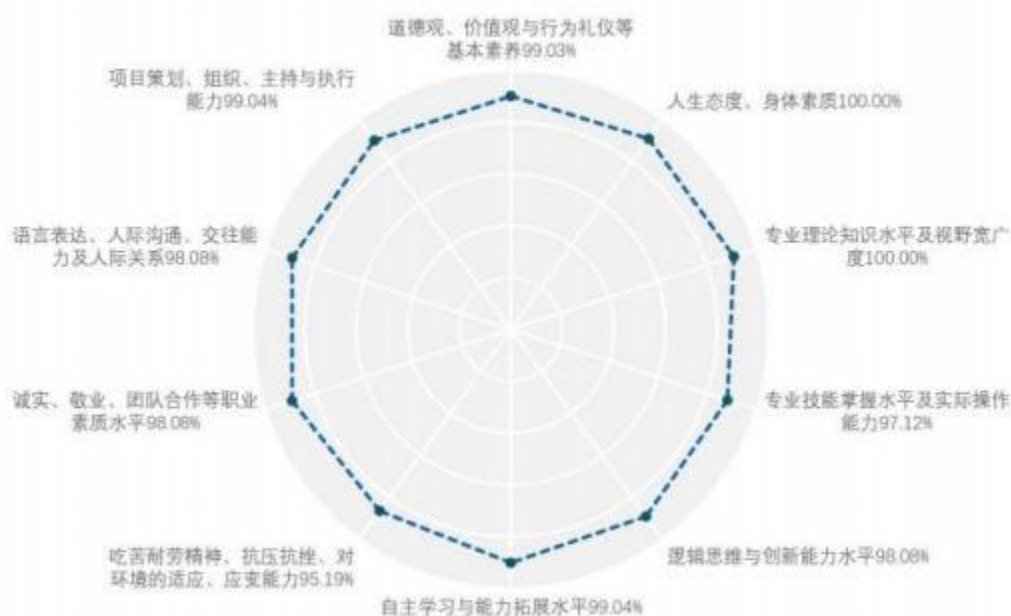 道德观、价值观与行为礼仪等
基本素养99.03%
人生态度、身体素质100.00%
专业理论知识水平及视野宽广
度100.00%
专业技能掌握水平及实际操作
能力97.12%
逻辑思维与创新能力水平98.08%
自主学习与能力拓展水平99.04%
吃苦耐劳精神、抗压抗挫、对
环境的适应、应变能力95.19%
诚实、敬业、团队合作等职业
素质水平98.08%
语言表达、人际沟通、交往能
力及人际关系98.08%
项目策划、组织、主持与执行
能力99.04%